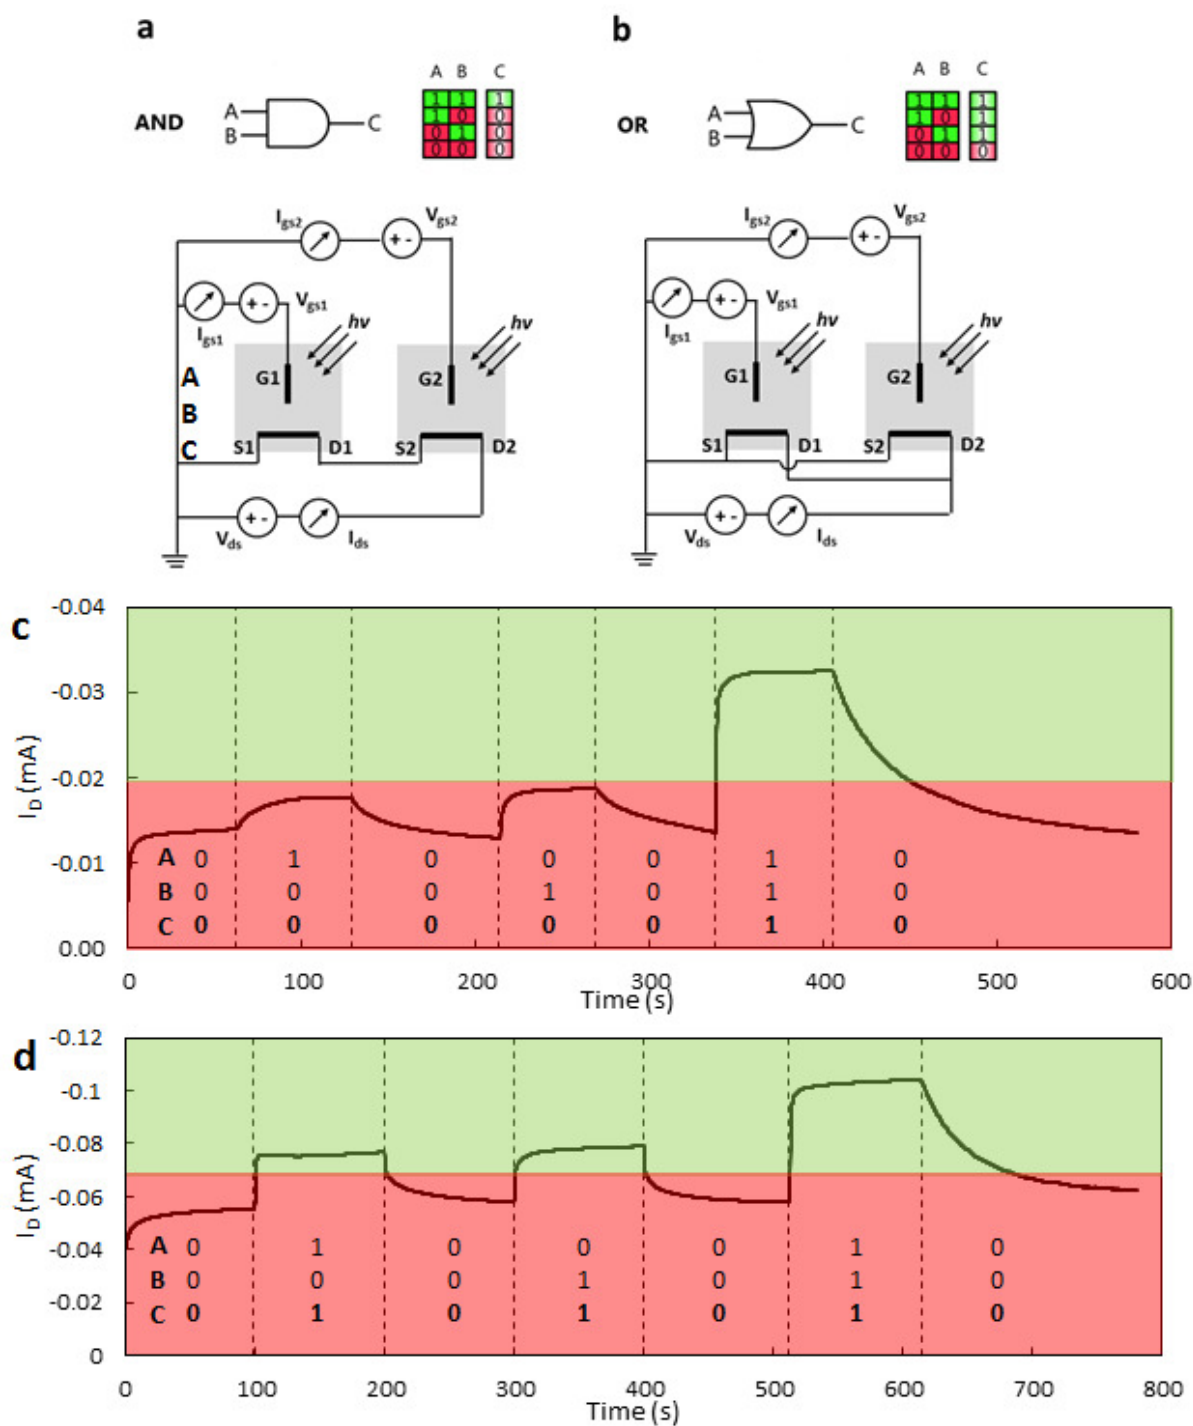 a
b
A B C
A B C
AND A B C
1 1 1
1 0 0
0 1 0
0 0 0
OR A B C
1 1 1
1 0 1
0 1 1
0 0 0
Igs2 + - Vgs2
Igs2 + - Vgs2
Igs1 + - Vgs1 hν hν
Igs1 + - Vgs1 hν hν
A G1 G2
B
C S1 D1 S2 D2
G1 G2
S1 D1 S2 D2
Vds + - Ids
Vds + - Ids
c
-0.04
-0.03
-0.02
-0.01
0.00
ID (mA)
A 0 1 0 0 0 1 0
B 0 0 0 1 0 1 0
C 0 0 0 0 0 1 0
0 100 200 300 400 500 600
Time (s)
d
-0.12
-0.1
-0.08
-0.06
-0.04
-0.02
0
ID (mA)
A 0 1 0 0 0 1 0
B 0 0 0 1 0 1 0
C 0 1 0 1 0 1 0
0 100 200 300 400 500 600 700 800
Time (s)